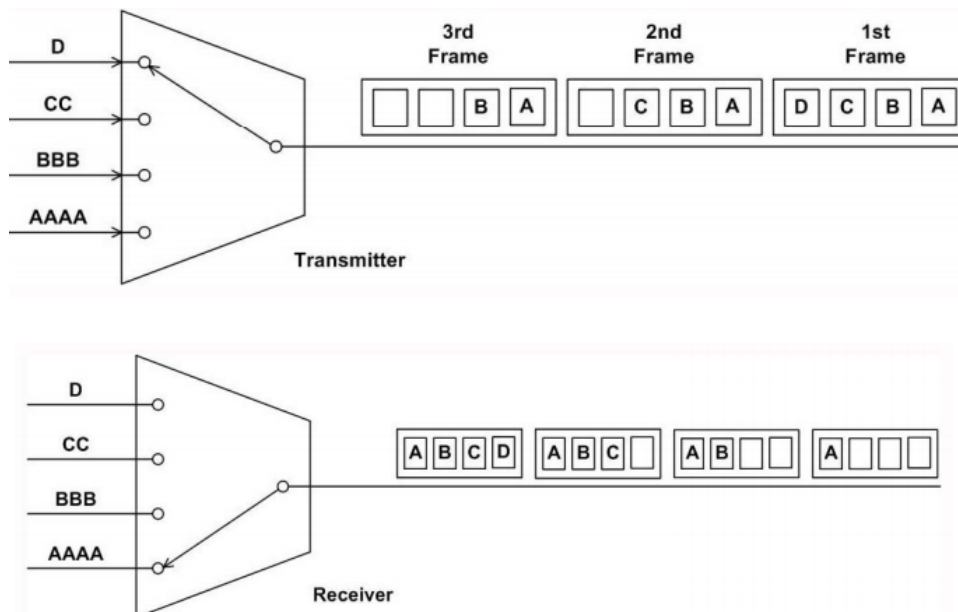 3rd
Frame
2nd
Frame
1st
Frame
D
CC
BBB
AAAA
B A
C B A
D C B A
Transmitter
D
CC
BBB
AAAA
A B C D
A B C
A B
A
Receiver